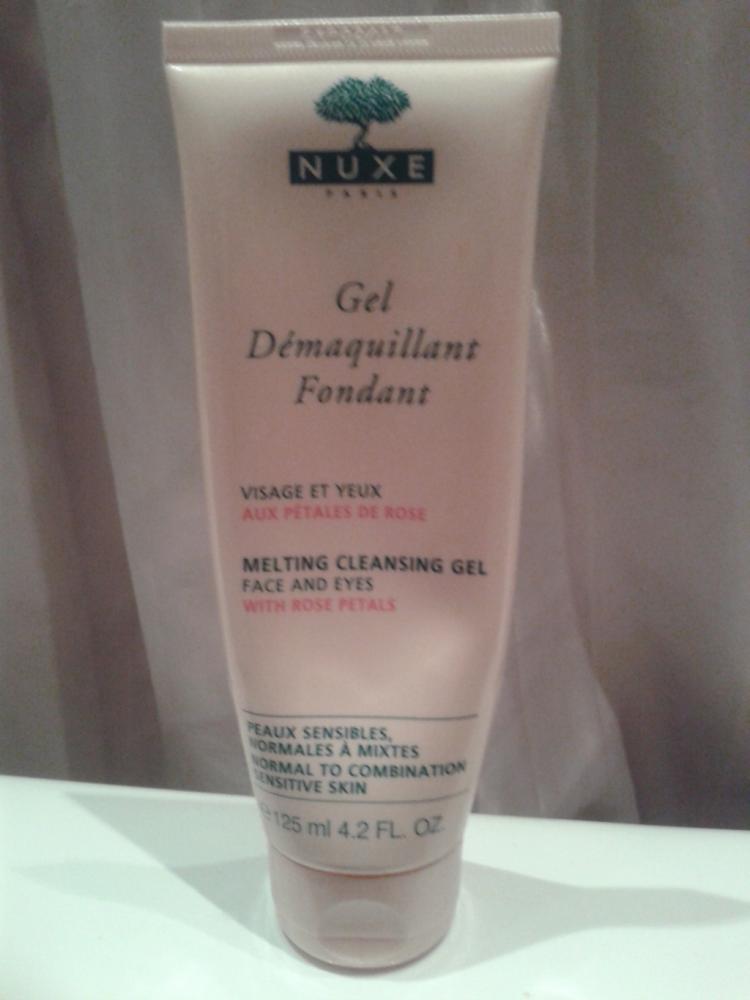 NUXE
PARIS
Gel
Démaquillant
Fondant
VISAGE ET YEUX
AUX PÉTALES DE ROSE
MELTING CLEANSING GEL
FACE AND EYES
WITH ROSE PETALS
PEAUX SENSIBLES,
NORMALES À MIXTES
NORMAL TO COMBINATION
SENSITIVE SKIN
℮ 125 ml 4.2 FL. OZ.